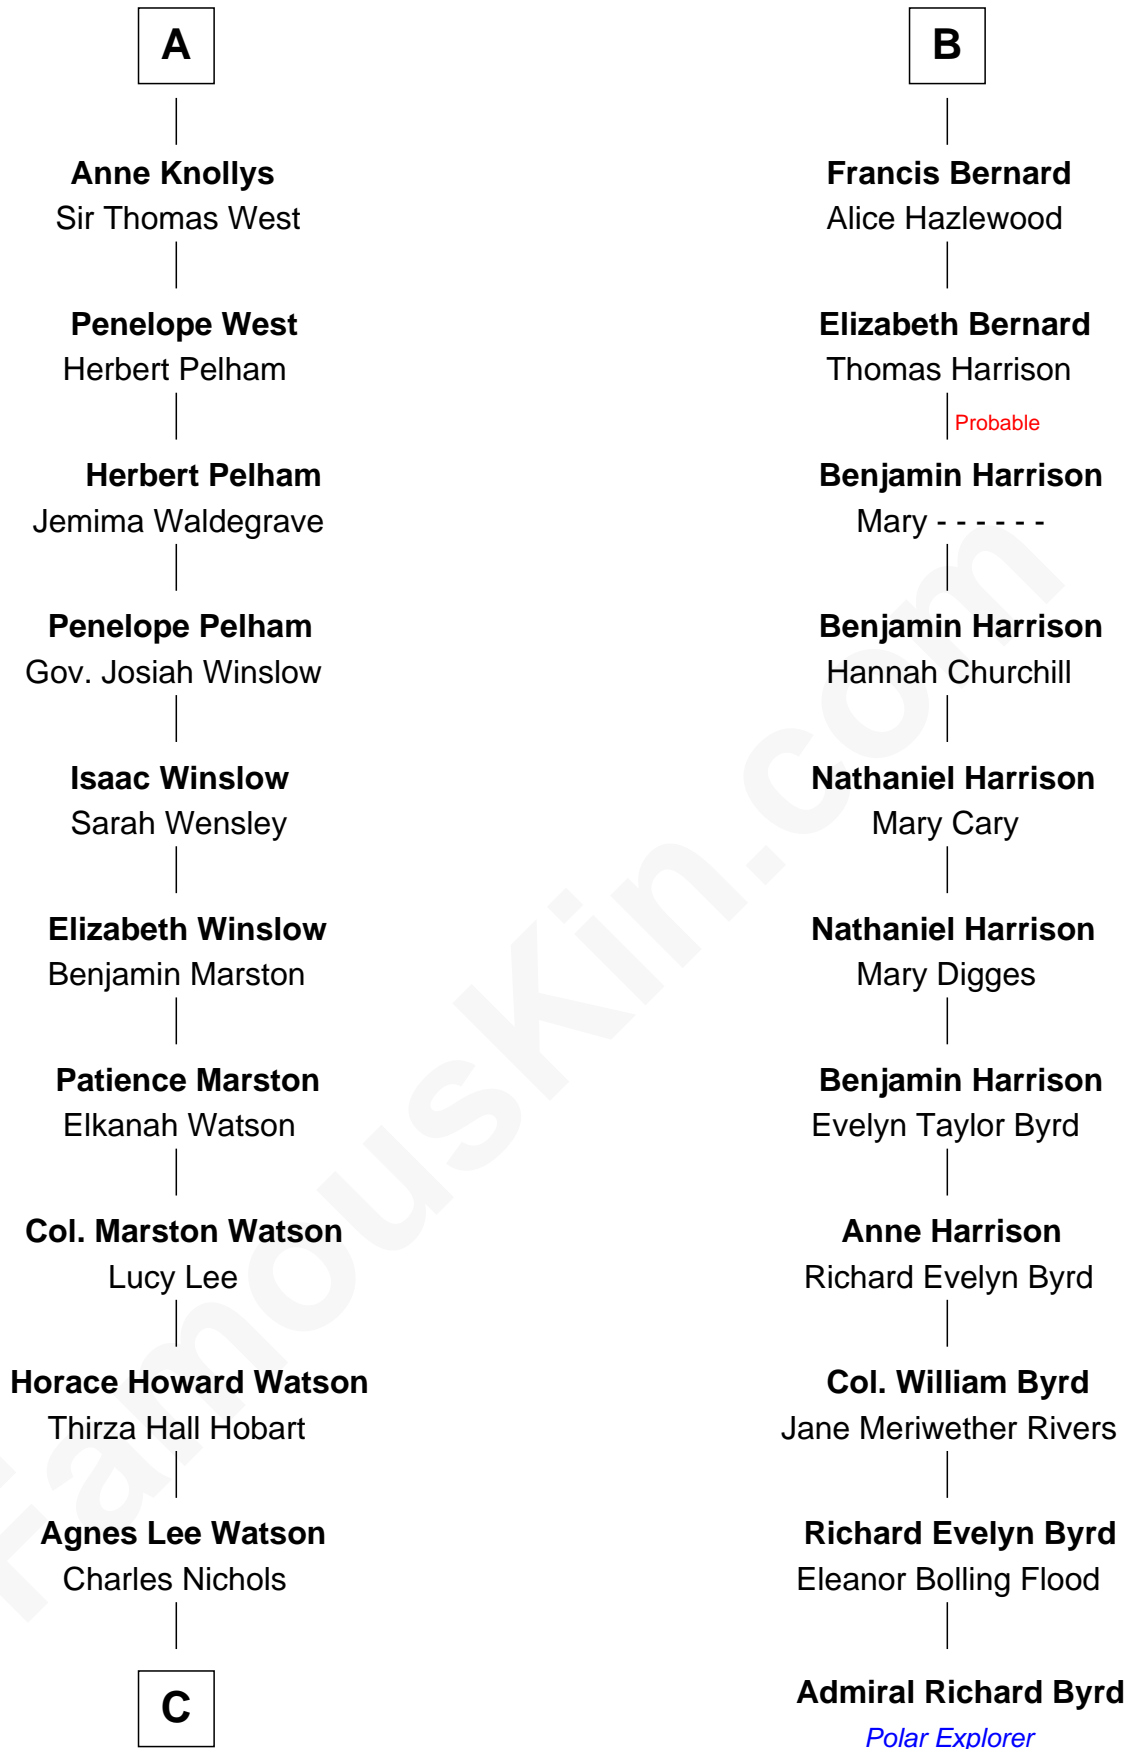 A
Anne Knollys
Sir Thomas West
Penelope West
Herbert Pelham
Herbert Pelham
Jemima Waldegrave
Penelope Pelham
Gov. Josiah Winslow
Isaac Winslow
Sarah Wensley
Elizabeth Winslow
Benjamin Marston
Patience Marston
Elkanah Watson
Col. Marston Watson
Lucy Lee
Horace Howard Watson
Thirza Hall Hobart
Agnes Lee Watson
Charles Nichols
C
B
Francis Bernard
Alice Hazlewood
Elizabeth Bernard
Thomas Harrison
Probable
Benjamin Harrison
Mary - - - - - -
Benjamin Harrison
Hannah Churchill
Nathaniel Harrison
Mary Cary
Nathaniel Harrison
Mary Digges
Benjamin Harrison
Evelyn Taylor Byrd
Anne Harrison
Richard Evelyn Byrd
Col. William Byrd
Jane Meriwether Rivers
Richard Evelyn Byrd
Eleanor Bolling Flood
Admiral Richard Byrd
Polar Explorer
FamousKin.com